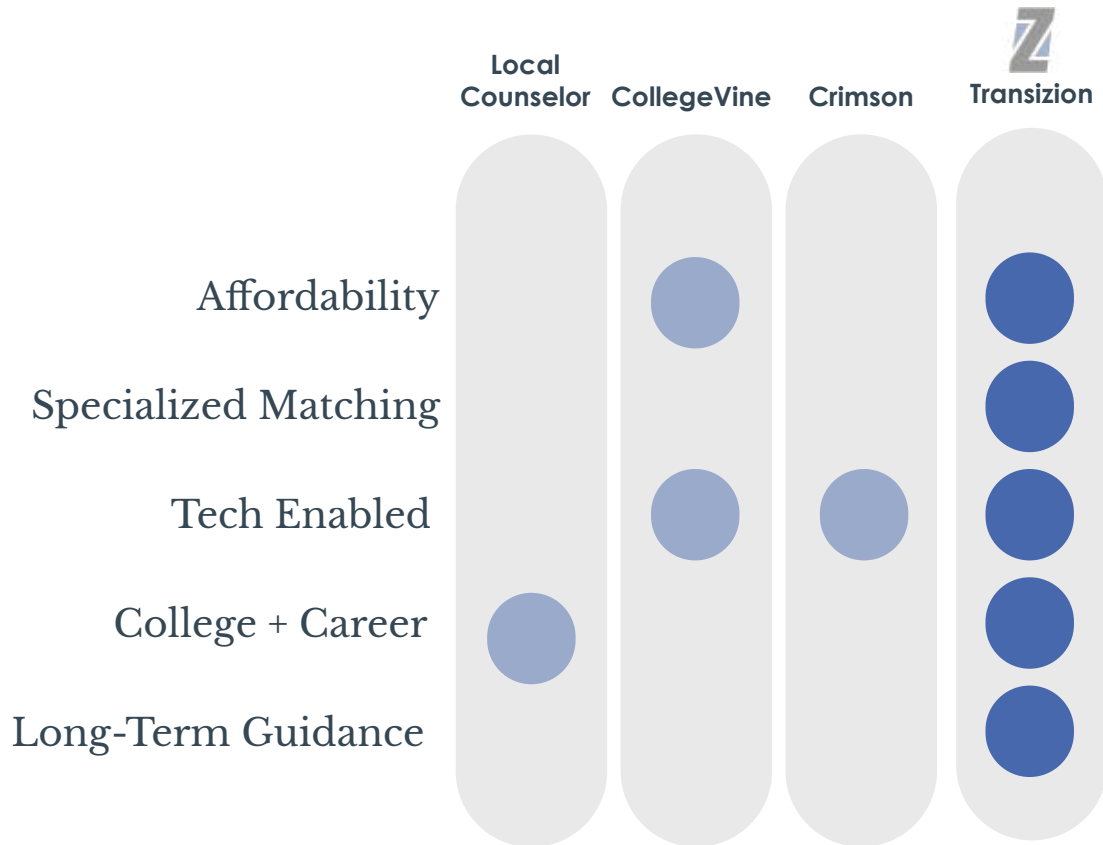 Z
Local
Counselor
CollegeVine
Crimson
Transizion
Affordability
Specialized Matching
Tech Enabled
College + Career
Long-Term Guidance